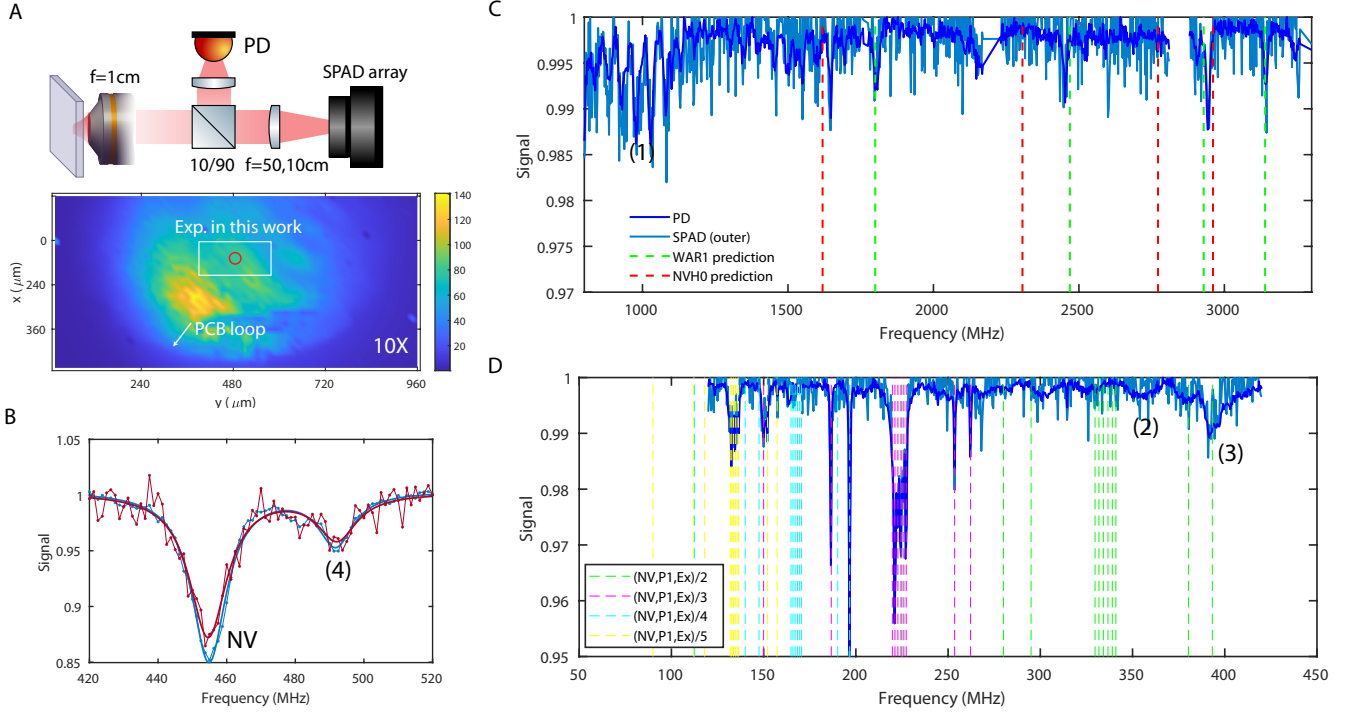 A
PD
f=1cm
SPAD array
10/90
f=50,10cm
Exp. in this work
PCB loop
10X
x ( μm)
0
240
360
240
480
720
960
y ( μm)
140
120
100
80
60
40
20
B
1.05
1
0.95
0.9
0.85
Signal
NV
(4)
420
440
460
480
500
520
Frequency (MHz)
C
1
0.995
0.99
0.985
0.98
0.975
0.97
Signal
(1)
PD
SPAD (outer)
WAR1 prediction
NVH0 prediction
1000
1500
2000
2500
3000
Frequency (MHz)
D
1
0.99
0.98
0.97
0.96
0.95
Signal
(2)
(3)
(NV,P1,Ex)/2
(NV,P1,Ex)/3
(NV,P1,Ex)/4
(NV,P1,Ex)/5
50
100
150
200
250
300
350
400
450
Frequency (MHz)